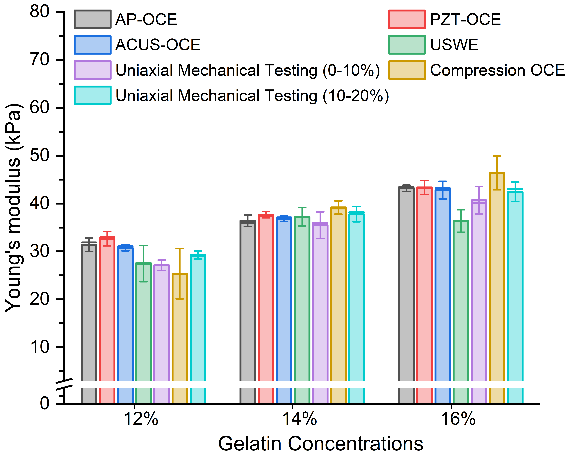 AP-OCE PZT-OCE
ACUS-OCE USWE
Uniaxial Mechanical Testing (0-10%) Compression OCE
Uniaxial Mechanical Testing (10-20%)
Young's modulus (kPa)
80
70
60
50
40
30
20
10
0
12% 14% 16%
Gelatin Concentrations